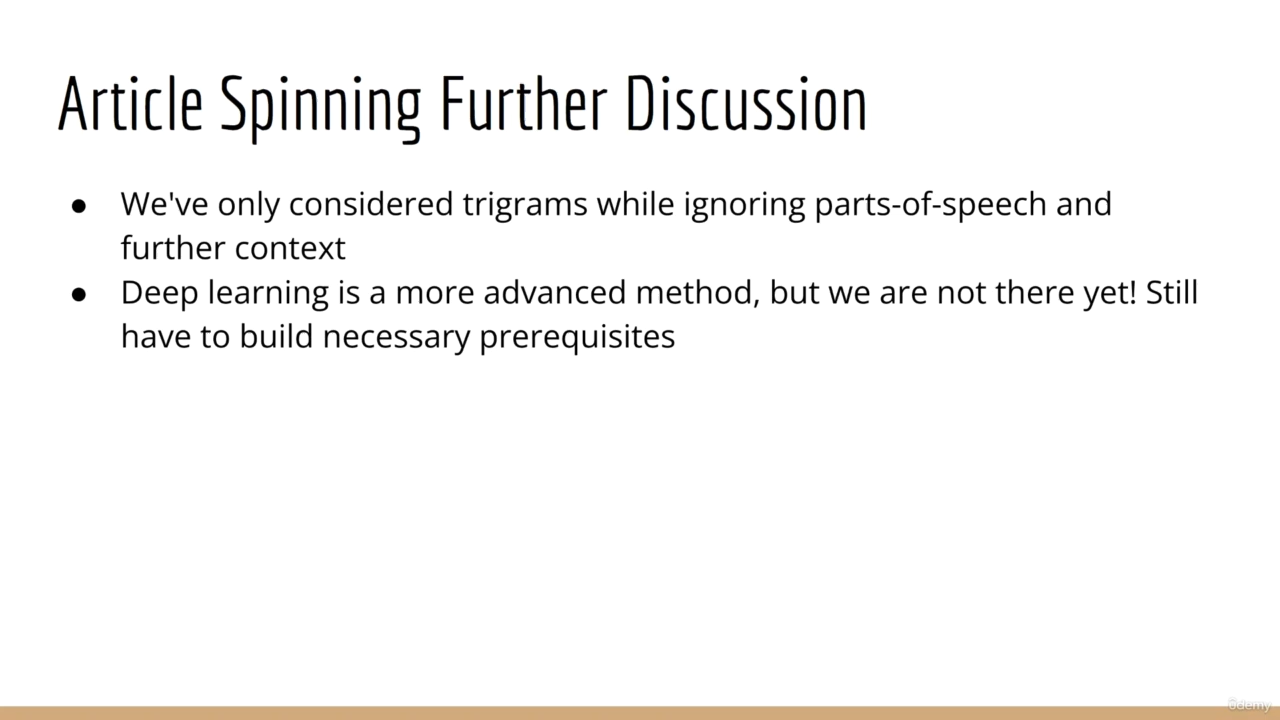 Article Spinning Further Discussion
● We've only considered trigrams while ignoring parts-of-speech and
further context
● Deep learning is a more advanced method, but we are not there yet! Still
have to build necessary prerequisites
ûdemy